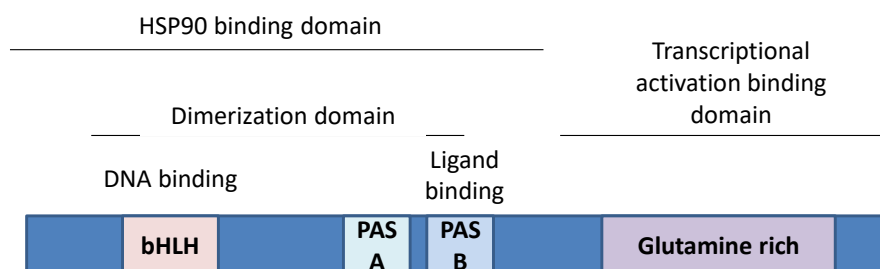 HSP90 binding domain
Transcriptional
activation binding
domain
Dimerization domain
DNA binding
Ligand
binding
bHLH
PAS
A
PAS
B
Glutamine rich